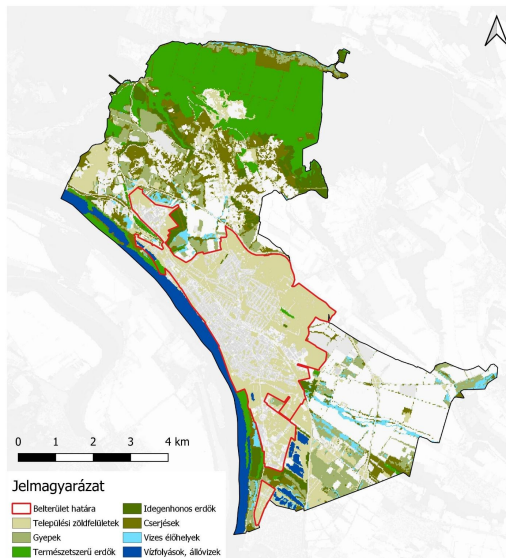 0 1 2 3 4 km
Jelmagyarázat
Belterület határa
Települési zöldfelületek
Gyepek
Természetszerű erdők
Idegenhonos erdők
Cserjések
Vizes élőhelyek
Vízfolyások, állóvizek